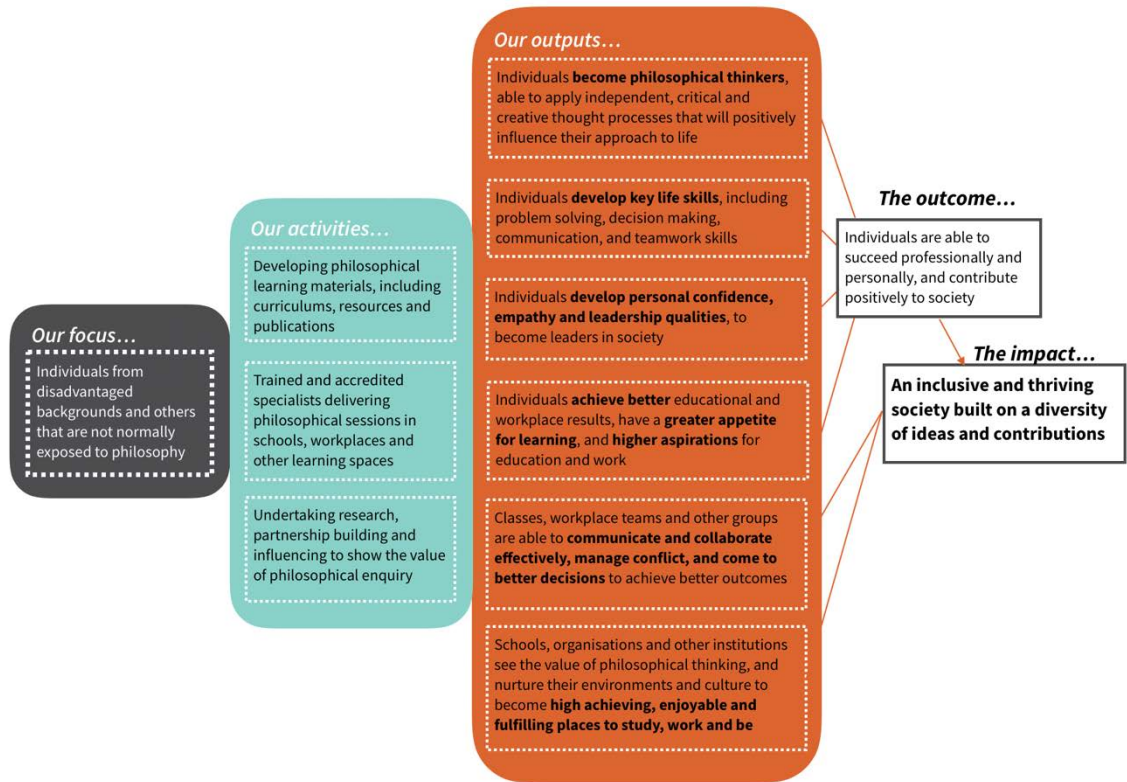 Our focus...
Individuals from
disadvantaged
backgrounds and others
that are not normally
exposed to philosophy
Our activities...
Developing philosophical
learning materials, including
curriculums, resources and
publications
Trained and accredited
specialists delivering
philosophical sessions in
schools, workplaces and
other learning spaces
Undertaking research,
partnership building and
influencing to show the value
of philosophical enquiry
Our outputs...
Individuals become philosophical thinkers,
able to apply independent, critical and
creative thought processes that will positively
influence their approach to life
Individuals develop key life skills, including
problem solving, decision making,
communication, and teamwork skills
Individuals develop personal confidence,
empathy and leadership qualities, to
become leaders in society
Individuals achieve better educational and
workplace results, have a greater appetite
for learning, and higher aspirations for
education and work
Classes, workplace teams and other groups
are able to communicate and collaborate
effectively, manage conflict, and come to
better decisions to achieve better outcomes
Schools, organisations and other institutions
see the value of philosophical thinking, and
nurture their environments and culture to
become high achieving, enjoyable and
fulfilling places to study, work and be
The outcome...
Individuals are able to
succeed professionally and
personally, and contribute
positively to society
The impact...
An inclusive and thriving
society built on a diversity
of ideas and contributions